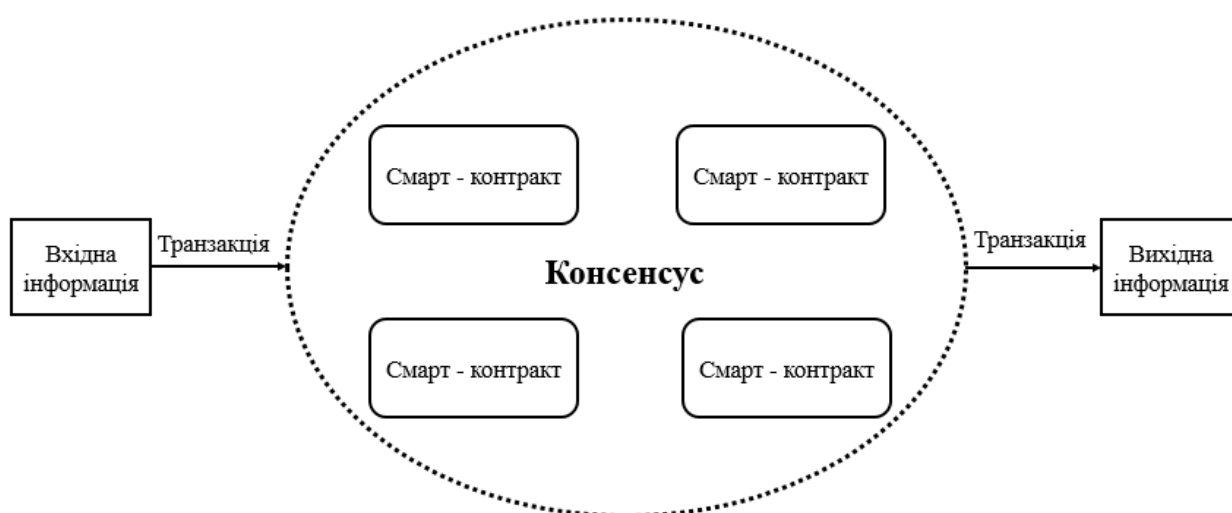 Смарт - контракт
Смарт - контракт
Вхідна
інформація
Транзакція
Консенсус
Транзакція
Вихідна
інформація
Смарт - контракт
Смарт - контракт